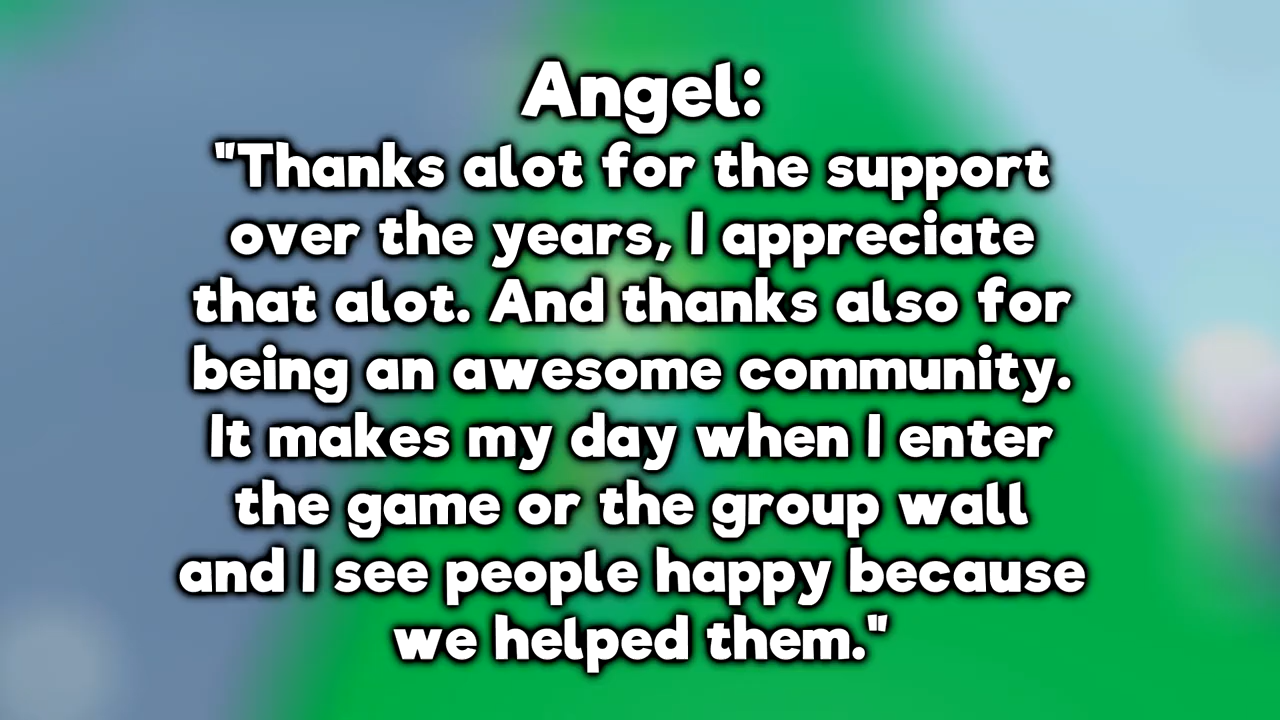 Angel:
"Thanks alot for the support
over the years, I appreciate
that alot. And thanks also for
being an awesome community.
It makes my day when I enter
the game or the group wall
and I see people happy because
we helped them."